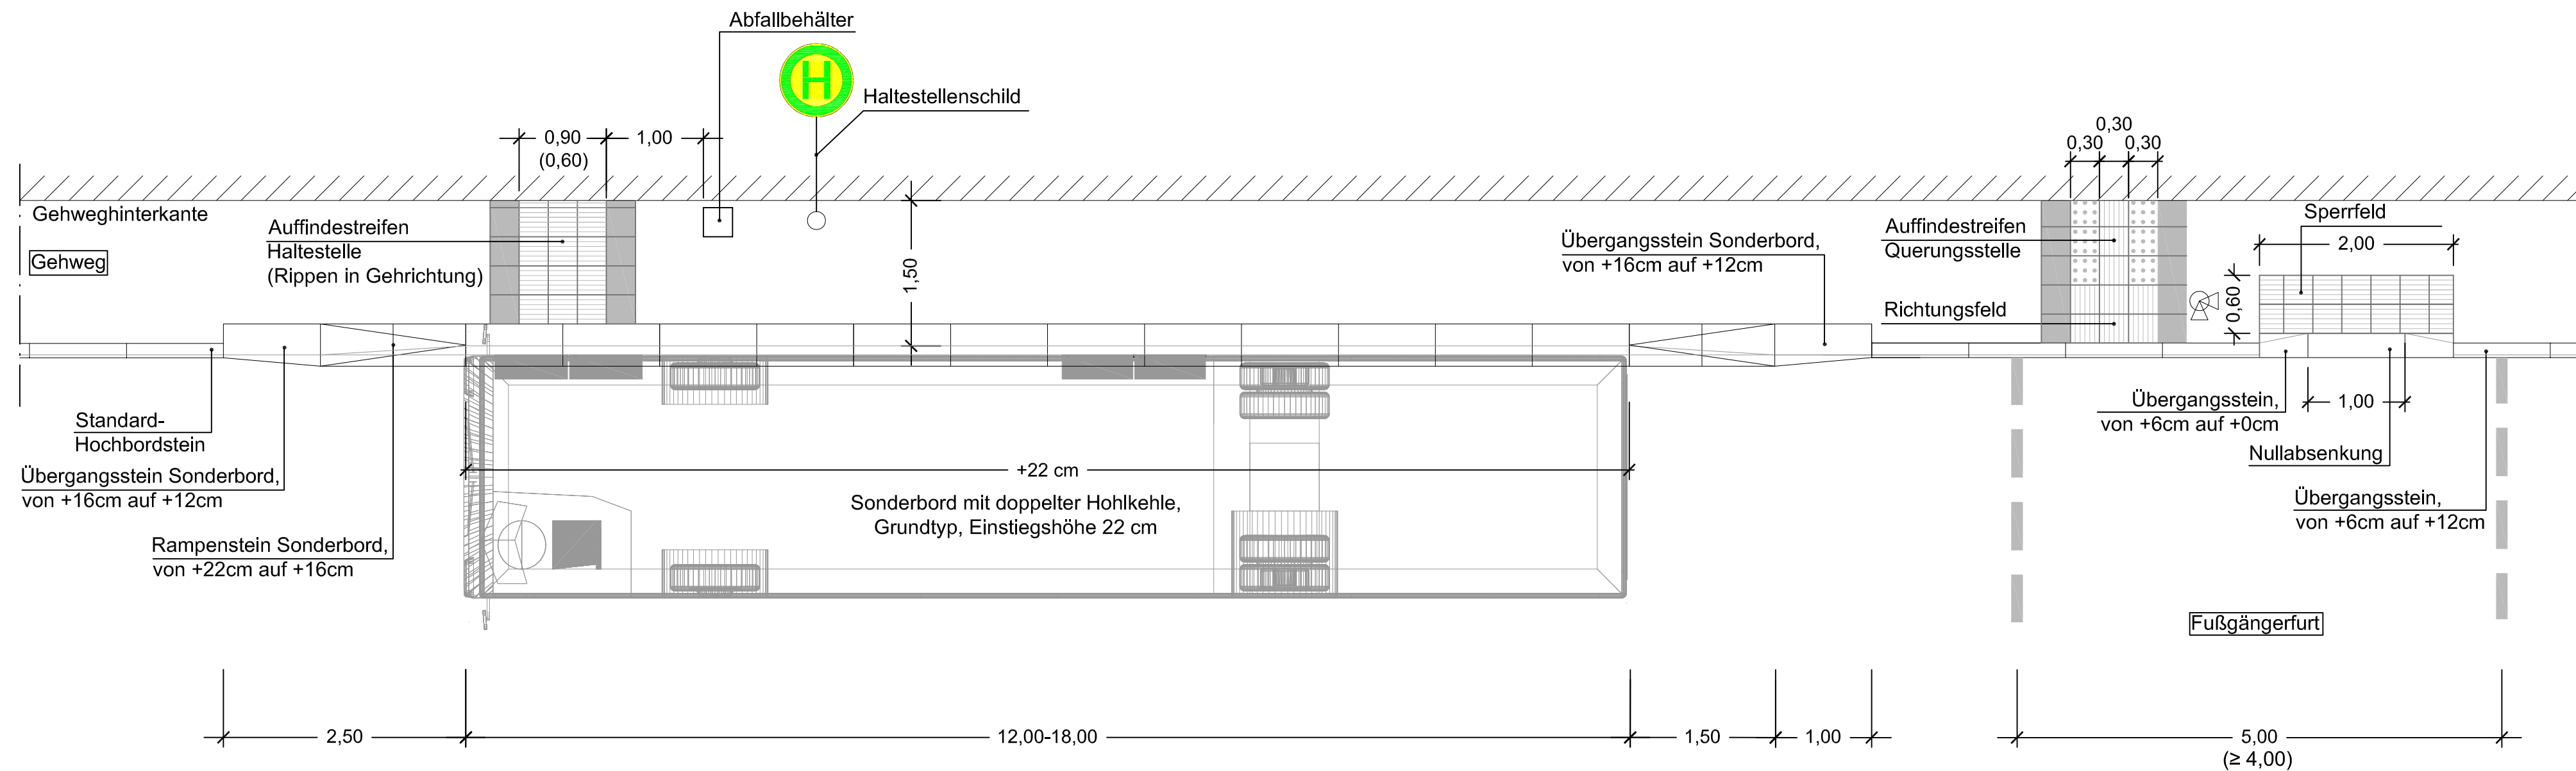 Abfallbehälter
H
Haltestellenschild
0,90
(0,60)
1,00
0,30
0,30
0,30
Gehweghinterkante
Gehweg
Auffindestreifen
Haltestelle
(Rippen in Gehrichtung)
1,50
Übergangsstein Sonderbord,
von +16cm auf +12cm
Auffindestreifen
Querungsstelle
Richtungsfeld
Sperrfeld
2,00
0,60
Standard-
Hochbordstein
Übergangsstein Sonderbord,
von +16cm auf +12cm
Rampenstein Sonderbord,
von +22cm auf +16cm
+22 cm
Sonderbord mit doppelter Hohlkehle,
Grundtyp, Einstiegshöhe 22 cm
Übergangsstein,
von +6cm auf +0cm
1,00
Nullabsenkung
Übergangsstein,
von +6cm auf +12cm
Fußgängerfurt
2,50
12,00-18,00
1,50
1,00
5,00
(≥ 4,00)